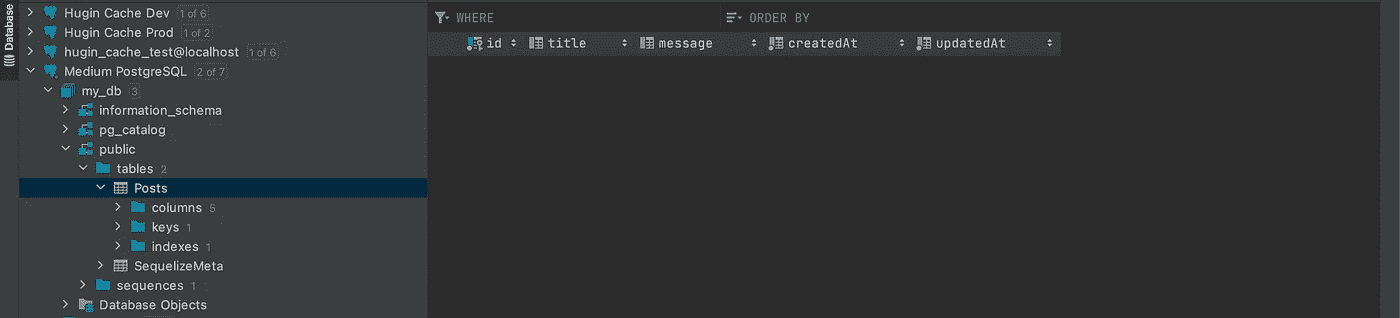 Database
Hugin Cache Dev 1 of 6
Hugin Cache Prod 1 of 2
hugin_cache_test@localhost 1 of 6
Medium PostgreSQL 2 of 7
my_db 3
information_schema
pg_catalog
public
tables 2
Posts
columns 5
keys 1
indexes 1
SequelizeMeta
sequences 1
Database Objects
WHERE ORDER BY
id title message createdAt updatedAt